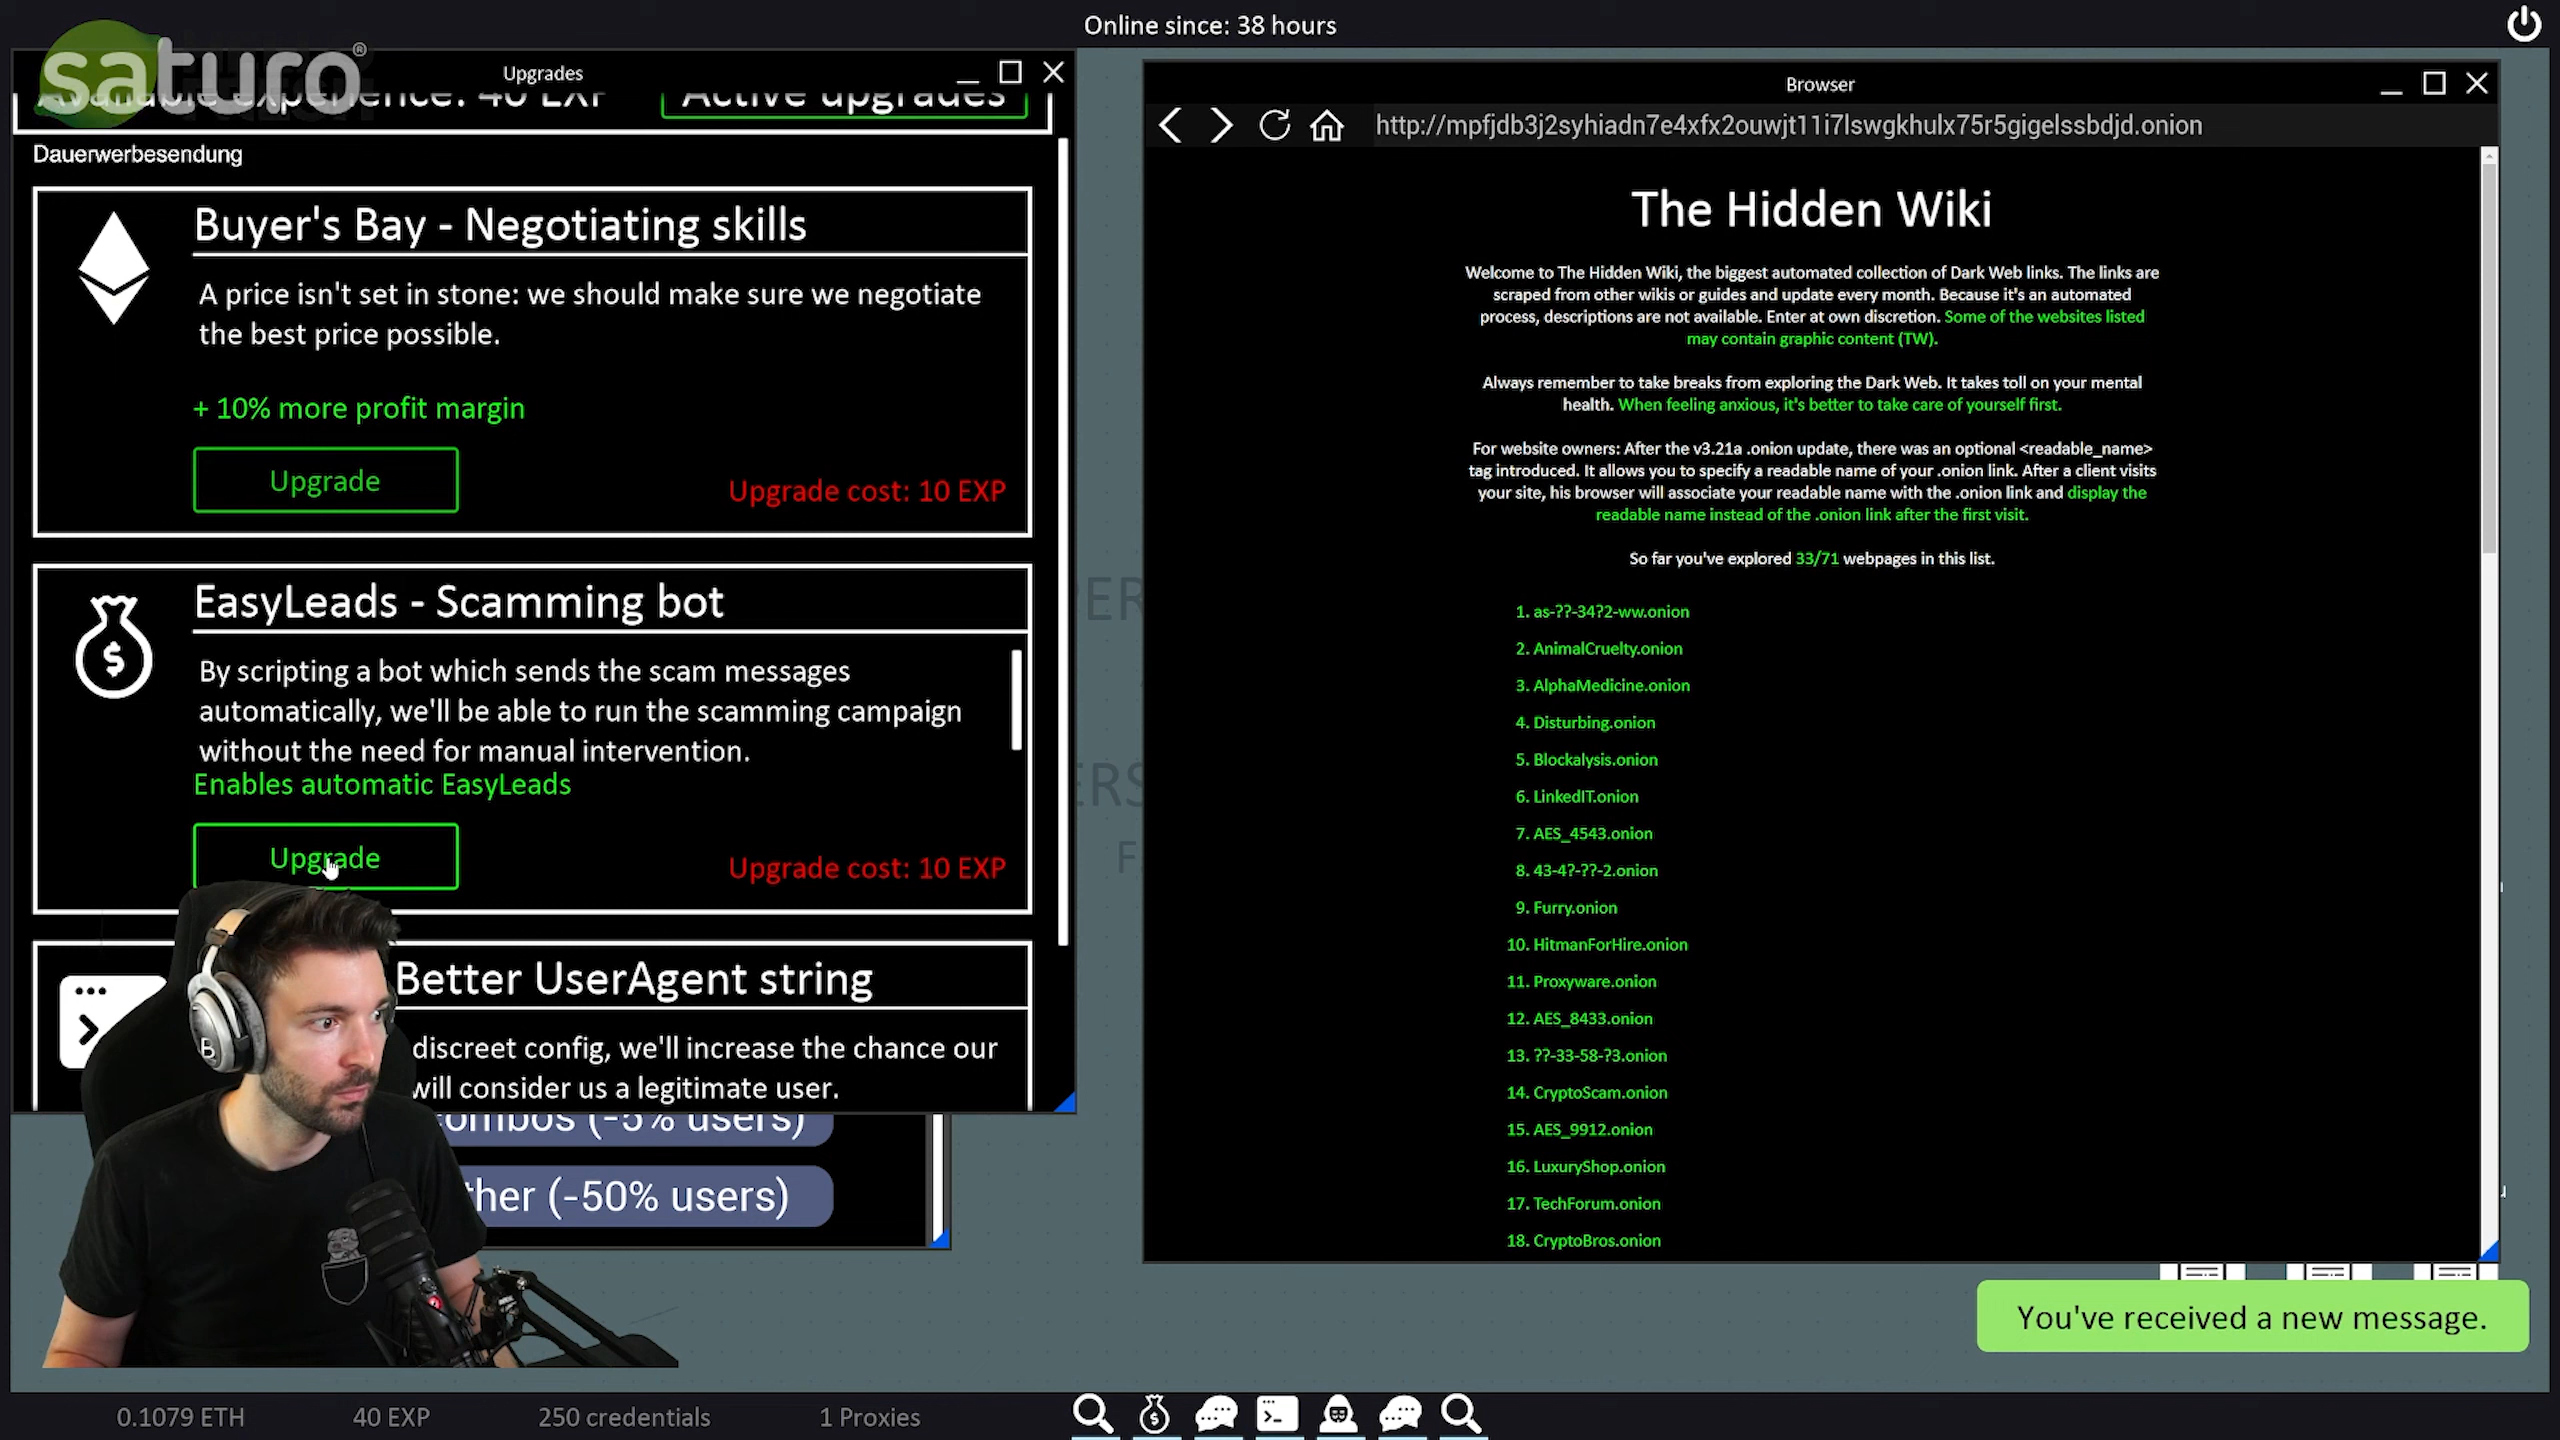 Online since: 38 hours
saturo®
Upgrades
Available experience: 40 EXP
Active upgrades
Dauerwerbesendung
Buyer's Bay - Negotiating skills
A price isn't set in stone: we should make sure we negotiate
the best price possible.
+ 10% more profit margin
Upgrade
Upgrade cost: 10 EXP
EasyLeads - Scamming bot
By scripting a bot which sends the scam messages
automatically, we'll be able to run the scamming campaign
without the need for manual intervention.
Enables automatic EasyLeads
Upgrade
Upgrade cost: 10 EXP
Better UserAgent string
discreet config, we'll increase the chance our
will consider us a legitimate user.
ombos (-5% users)
ther (-50% users)
Browser
http://mpfjdb3j2syhiadn7e4xfx2ouwjt11i7lswgkhulx75r5gigelssbdjd.onion
The Hidden Wiki
Welcome to The Hidden Wiki, the biggest automated collection of Dark Web links. The links are
scraped from other wikis or guides and update every month. Because it's an automated
process, descriptions are not available. Enter at own discretion. Some of the websites listed
may contain graphic content (TW).
Always remember to take breaks from exploring the Dark Web. It takes toll on your mental
health. When feeling anxious, it's better to take care of yourself first.
For website owners: After the v3.21a .onion update, there was an optional <readable_name>
tag introduced. It allows you to specify a readable name of your .onion link. After a client visits
your site, his browser will associate your readable name with the .onion link and display the
readable name instead of the .onion link after the first visit.
So far you've explored 33/71 webpages in this list.
1. as-??-34?2-ww.onion
2. AnimalCruelty.onion
3. AlphaMedicine.onion
4. Disturbing.onion
5. Blockalysis.onion
6. LinkedIT.onion
7. AES_4543.onion
8. 43-4?-??-2.onion
9. Furry.onion
10. HitmanForHire.onion
11. Proxyware.onion
12. AES_8433.onion
13. ??-33-58-?3.onion
14. CryptoScam.onion
15. AES_9912.onion
16. LuxuryShop.onion
17. TechForum.onion
18. CryptoBros.onion
You've received a new message.
0.1079 ETH
40 EXP
250 credentials
1 Proxies